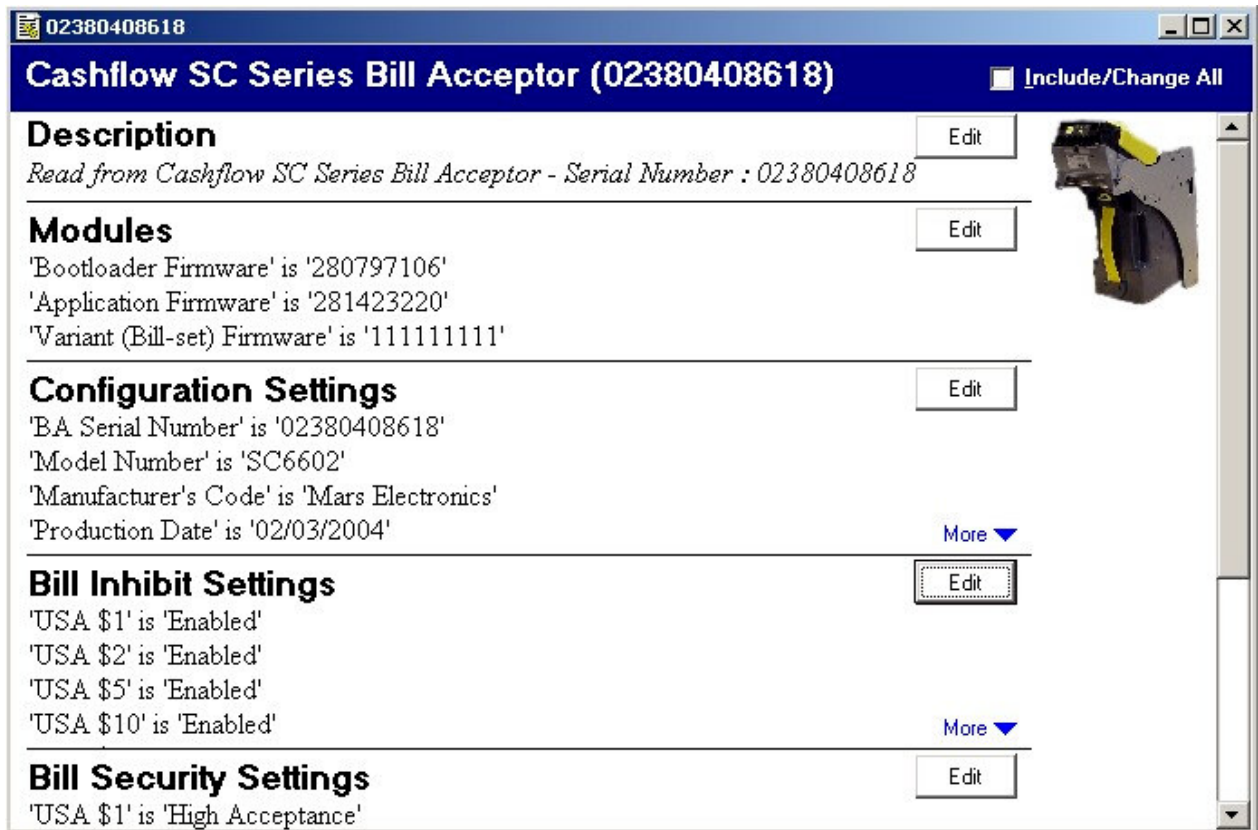 02380408618
Cashflow SC Series Bill Acceptor (02380408618)
Include/Change All
Description
Edit
Read from Cashflow SC Series Bill Acceptor - Serial Number : 02380408618
Modules
Edit
'Bootloader Firmware' is '280797106'
'Application Firmware' is '281423220'
'Variant (Bill-set) Firmware' is '111111111'
Configuration Settings
Edit
'BA Serial Number' is '02380408618'
'Model Number' is 'SC6602'
'Manufacturer's Code' is 'Mars Electronics'
'Production Date' is '02/03/2004'
More
Bill Inhibit Settings
Edit
'USA $1' is 'Enabled'
'USA $2' is 'Enabled'
'USA $5' is 'Enabled'
'USA $10' is 'Enabled'
More
Bill Security Settings
Edit
'USA $1' is 'High Acceptance'